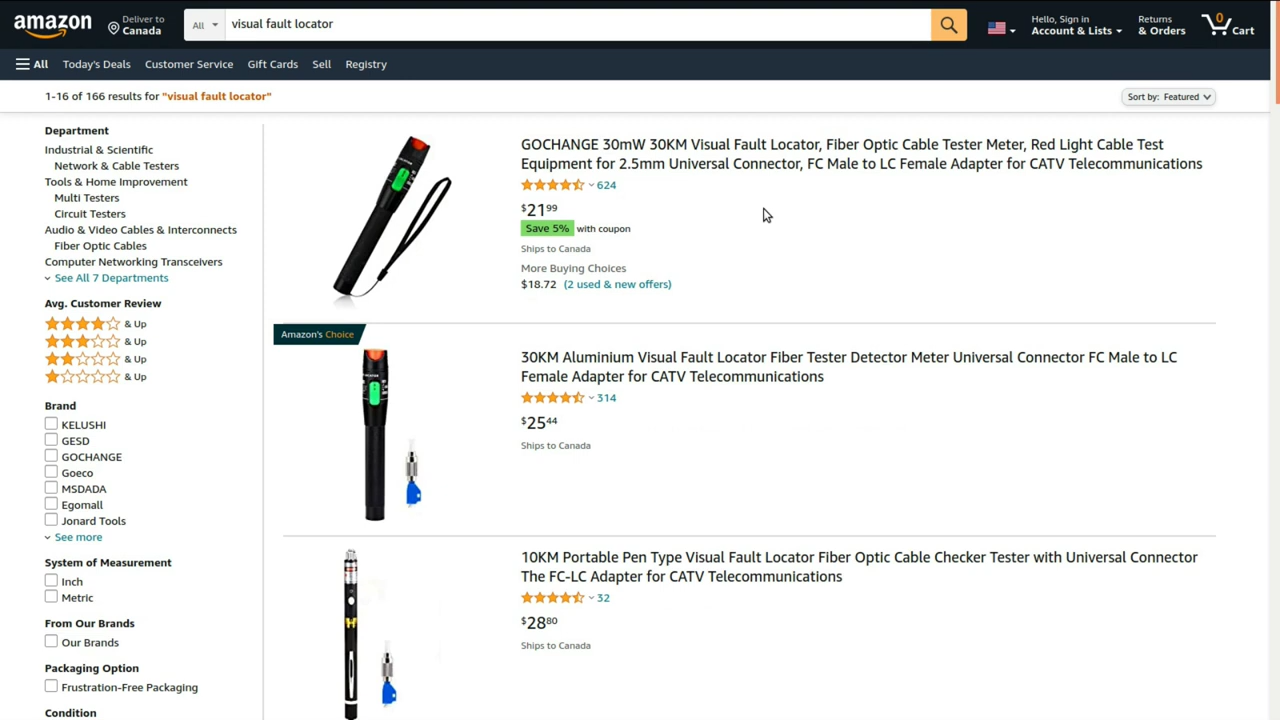 amazon
Deliver to
Canada
All
visual fault locator
Hello, Sign in
Account & Lists
Returns
& Orders
0
Cart
All
Today's Deals
Customer Service
Gift Cards
Sell
Registry
1-16 of 166 results for "visual fault locator"
Sort by: Featured
Department
Industrial & Scientific
Network & Cable Testers
Tools & Home Improvement
Multi Testers
Circuit Testers
Audio & Video Cables & Interconnects
Fiber Optic Cables
Computer Networking Transceivers
See All 7 Departments
Avg. Customer Review
& Up
& Up
& Up
& Up
Brand
KELUSHI
GESD
GOCHANGE
Goeco
MSDADA
Egomall
Jonard Tools
See more
System of Measurement
Inch
Metric
From Our Brands
Our Brands
Packaging Option
Frustration-Free Packaging
Condition
GOCHANGE 30mW 30KM Visual Fault Locator, Fiber Optic Cable Tester Meter, Red Light Cable Test
Equipment for 2.5mm Universal Connector, FC Male to LC Female Adapter for CATV Telecommunications
624
$21 99
Save 5% with coupon
Ships to Canada
More Buying Choices
$18.72 (2 used & new offers)
Amazon's Choice
30KM Aluminium Visual Fault Locator Fiber Tester Detector Meter Universal Connector FC Male to LC
Female Adapter for CATV Telecommunications
314
$25 44
Ships to Canada
10KM Portable Pen Type Visual Fault Locator Fiber Optic Cable Checker Tester with Universal Connector
The FC-LC Adapter for CATV Telecommunications
32
$28 80
Ships to Canada